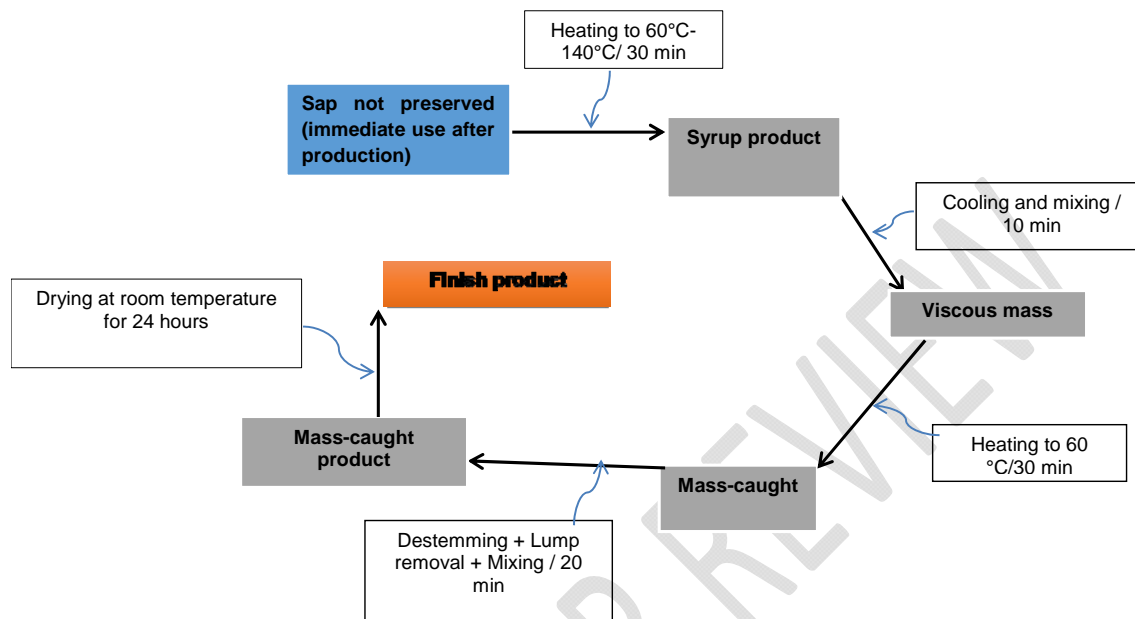 Heating to 60°C-
140°C/ 30 min
Sap not preserved
(immediate use after
production)
Syrup product
Cooling and mixing /
10 min
Finish product
Drying at room temperature
for 24 hours
Viscous mass
Mass-caught
product
Heating to 60
°C/30 min
Mass-caught
Destemming + Lump
removal + Mixing / 20
min
REVIEW